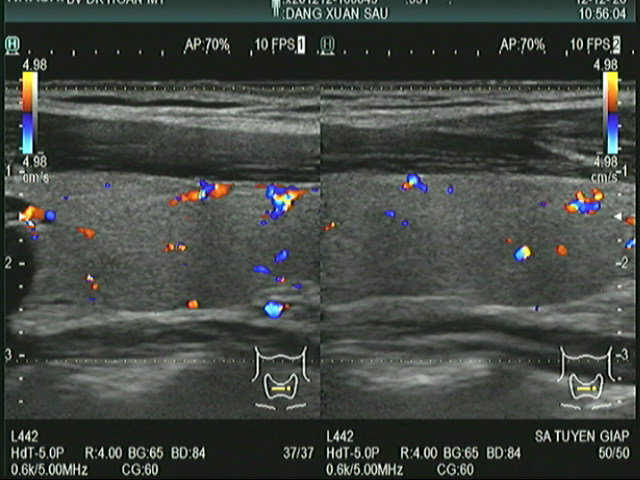 :DANG XUAN SAU
10:56:04
H AP:70% 10 FPS 1
H AP:70% 10 FPS 2
4.98
4.98
4.98
4.98
cm/s
cm/s
1
1
2
2
3
3
L442
HdT-5.0P R:4.00 BG:65 BD:84 37/37
0.6k/5.00MHz CG:60
L442 SA TUYEN GIAP
HdT-5.0P R:4.00 BG:65 BD:84 50/50
0.6k/5.00MHz CG:60